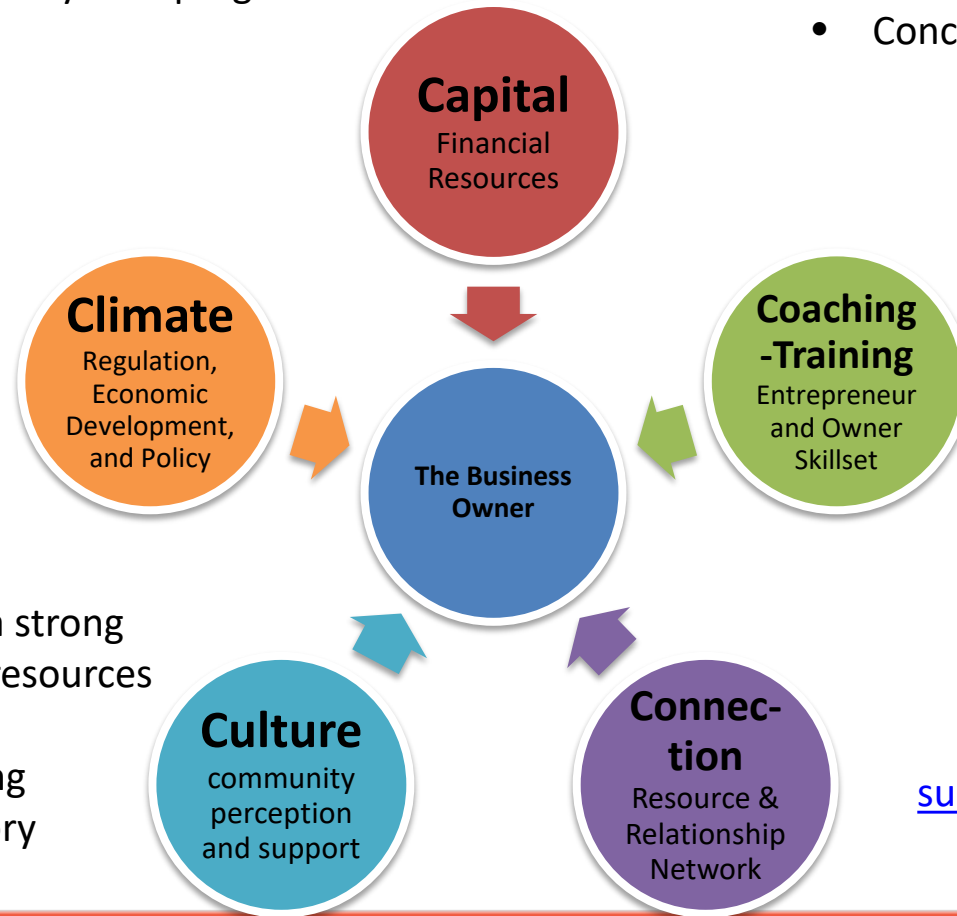 Conc
Capital
Financial
Resources
Climate
Regulation,
Economic
Development,
and Policy
Coaching
-Training
Entrepreneur
and Owner
Skillset
The Business
Owner
strong
resources
ng
ry
Culture
community
perception
and support
Connec-
tion
Resource &
Relationship
Network
su